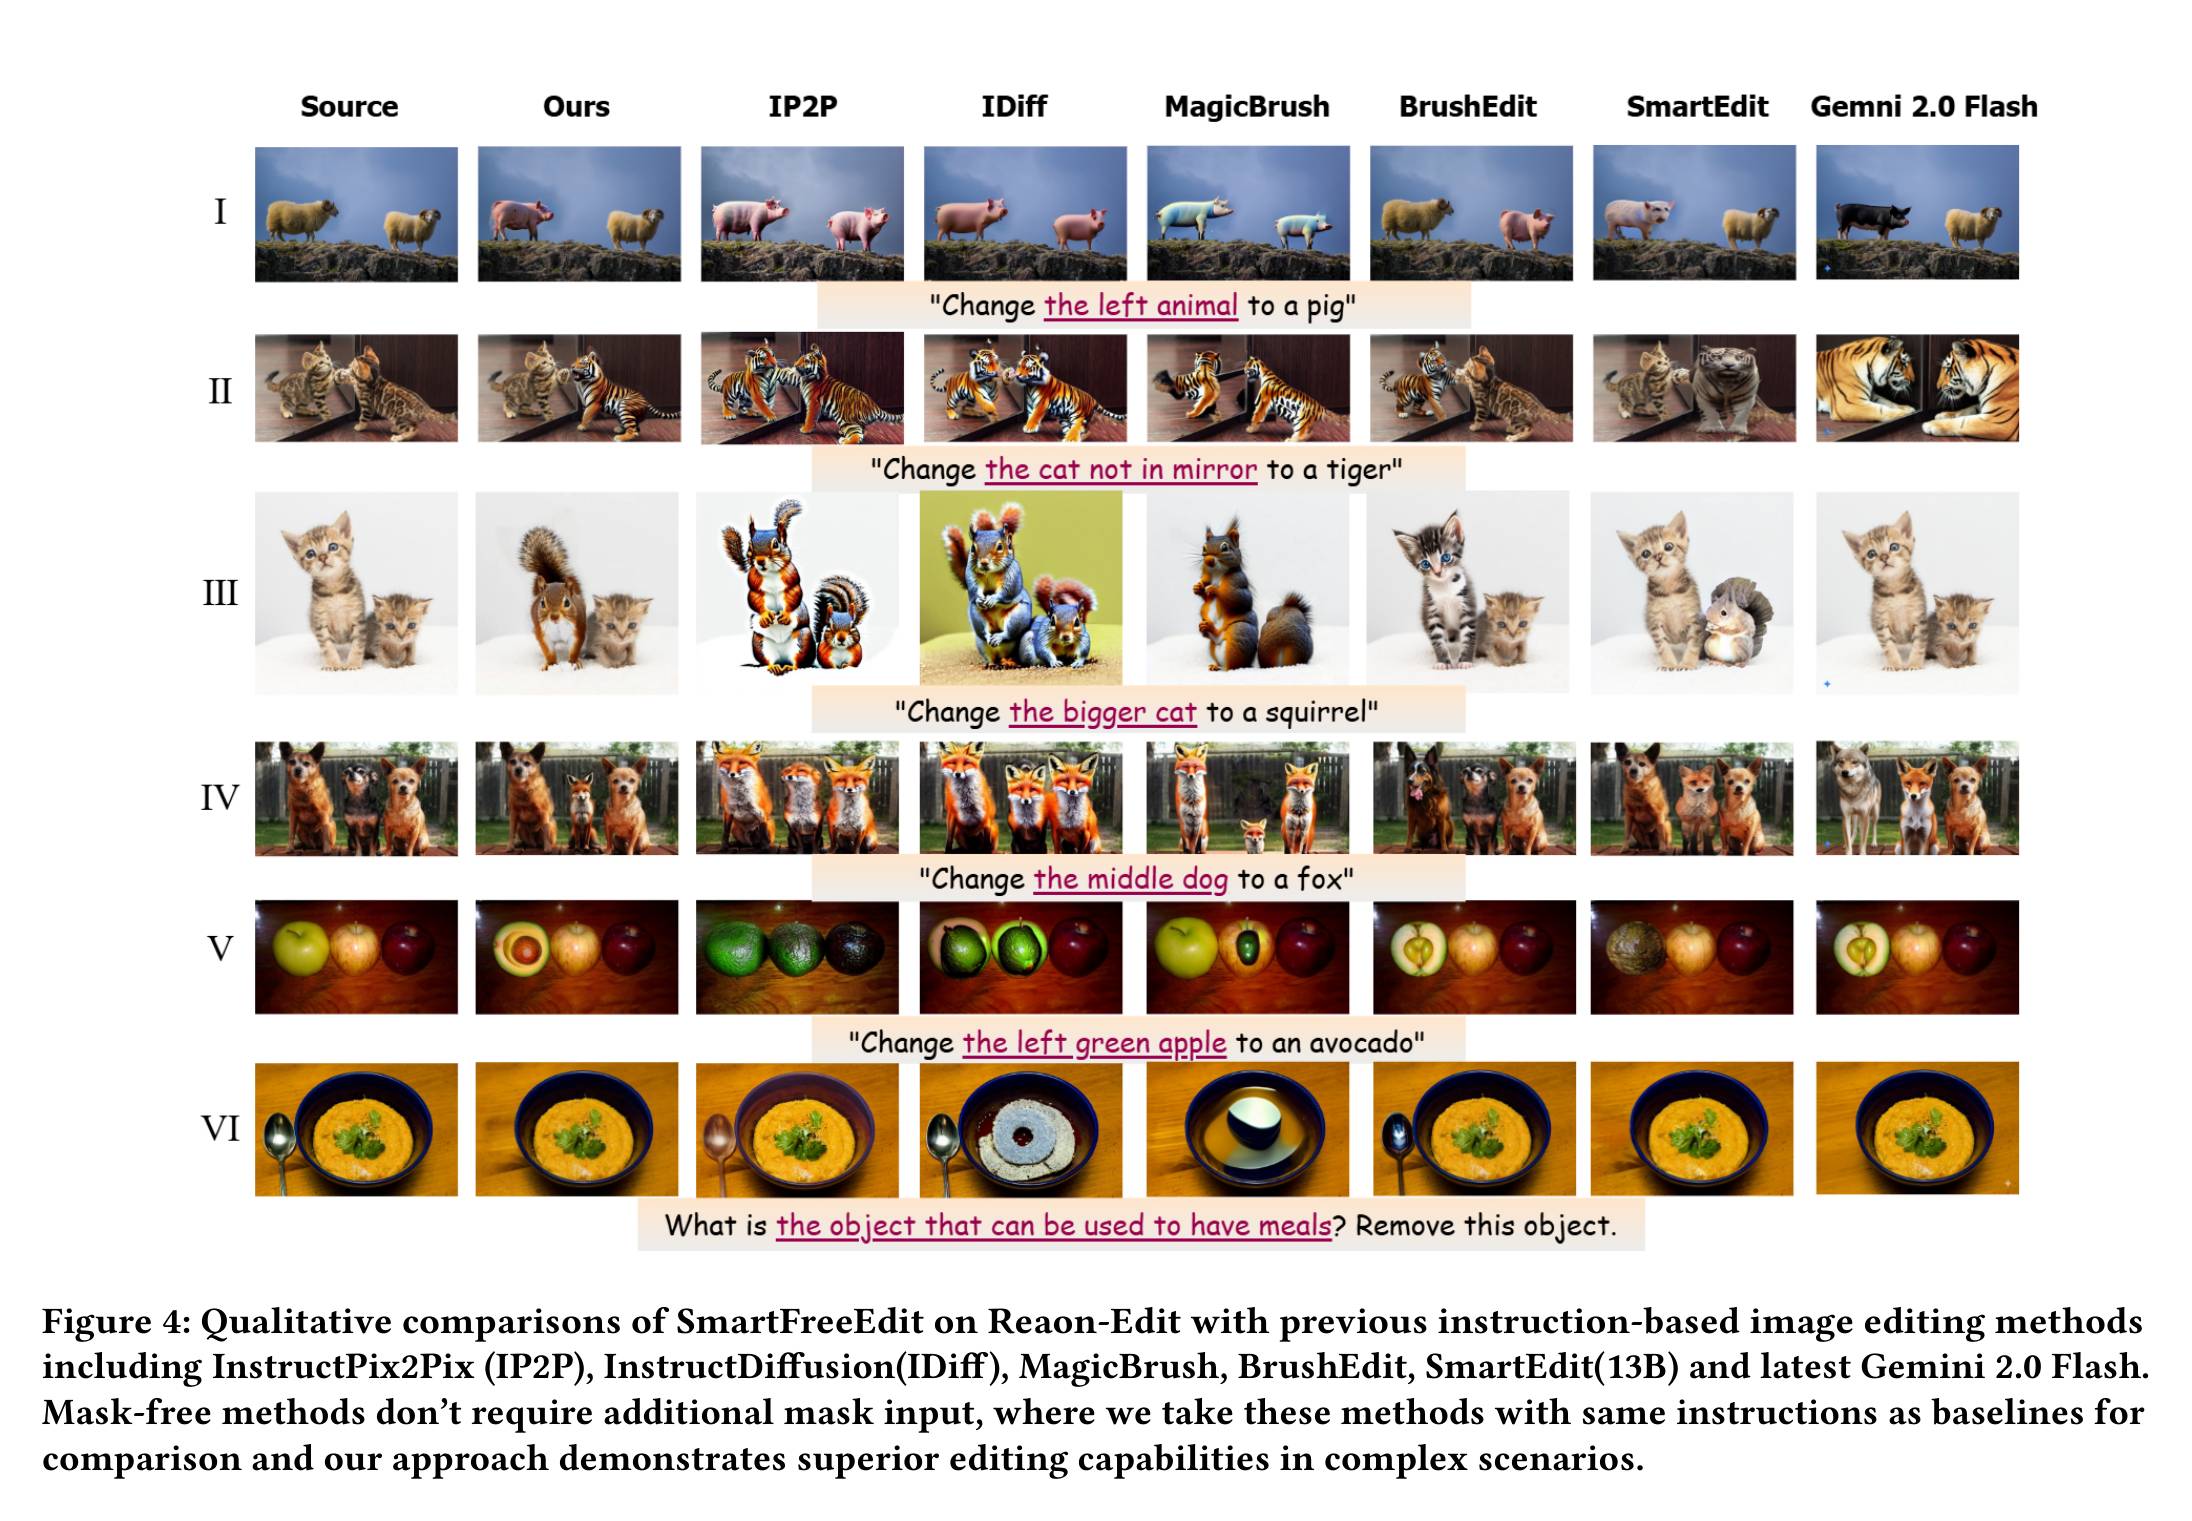 Source Ours IP2P IDiff MagicBrush BrushEdit SmartEdit Gemni 2.0 Flash
I
"Change the left animal to a pig"
II
"Change the cat not in mirror to a tiger"
III
"Change the bigger cat to a squirrel"
IV
"Change the middle dog to a fox"
V
"Change the left green apple to an avocado"
VI
What is the object that can be used to have meals? Remove this object.
Figure 4: Qualitative comparisons of SmartFreeEdit on Reaon-Edit with previous instruction-based image editing methods
including InstructPix2Pix (IP2P), InstructDiffusion(IDiff), MagicBrush, BrushEdit, SmartEdit(13B) and latest Gemini 2.0 Flash.
Mask-free methods don’t require additional mask input, where we take these methods with same instructions as baselines for
comparison and our approach demonstrates superior editing capabilities in complex scenarios.